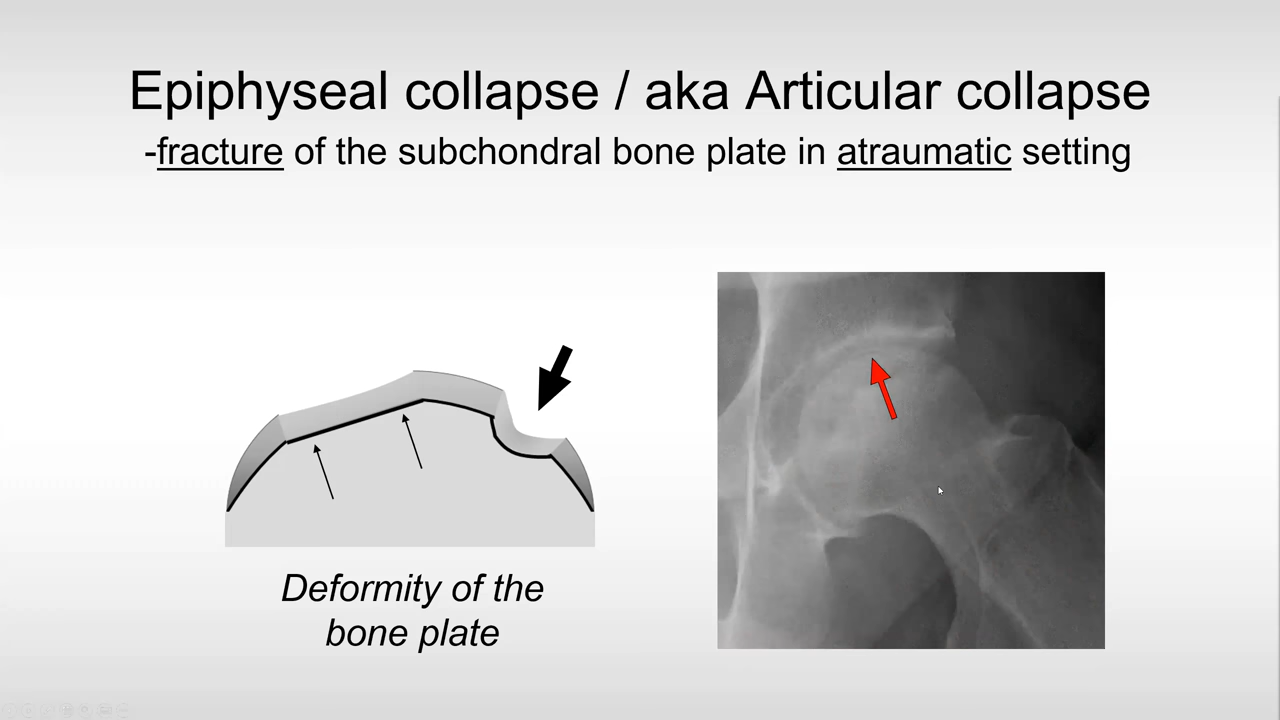 Epiphyseal collapse / aka Articular collapse
-fracture of the subchondral bone plate in atraumatic setting
Deformity of the
bone plate